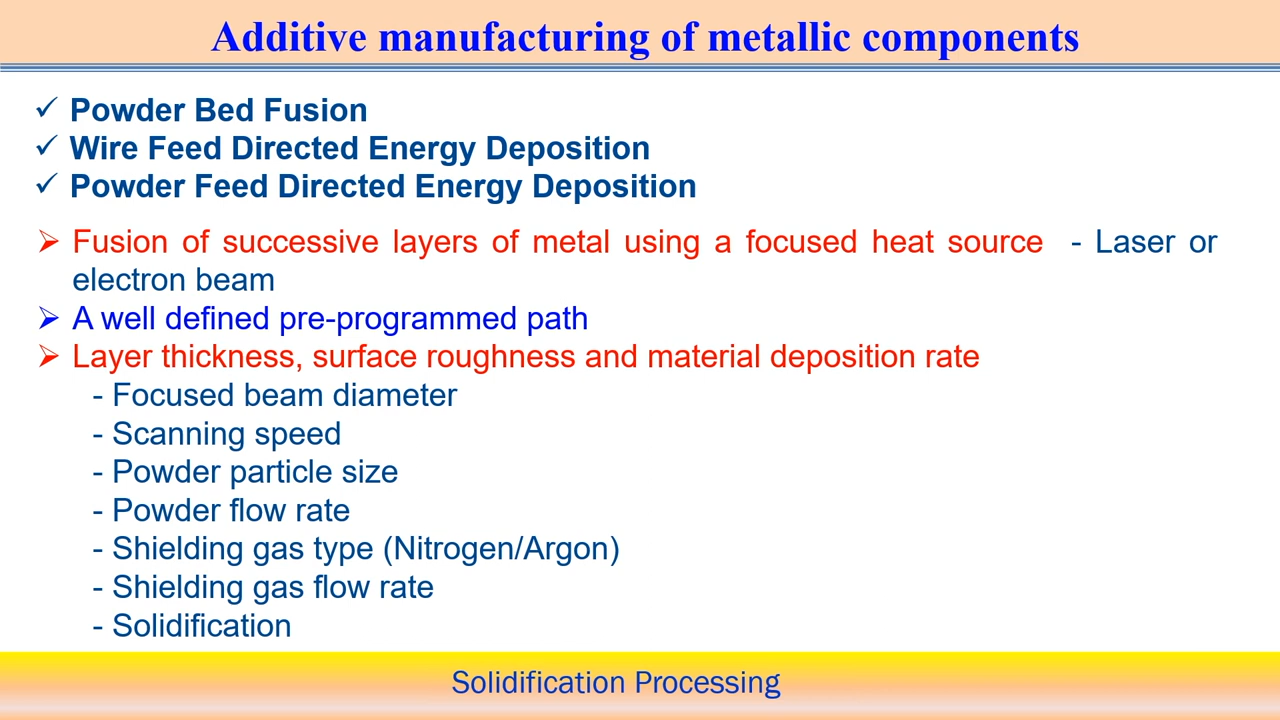 Additive manufacturing of metallic components
✓ Powder Bed Fusion
✓ Wire Feed Directed Energy Deposition
✓ Powder Feed Directed Energy Deposition
➢ Fusion of successive layers of metal using a focused heat source - Laser or
electron beam
➢ A well defined pre-programmed path
➢ Layer thickness, surface roughness and material deposition rate
- Focused beam diameter
- Scanning speed
- Powder particle size
- Powder flow rate
- Shielding gas type (Nitrogen/Argon)
- Shielding gas flow rate
- Solidification
Solidification Processing